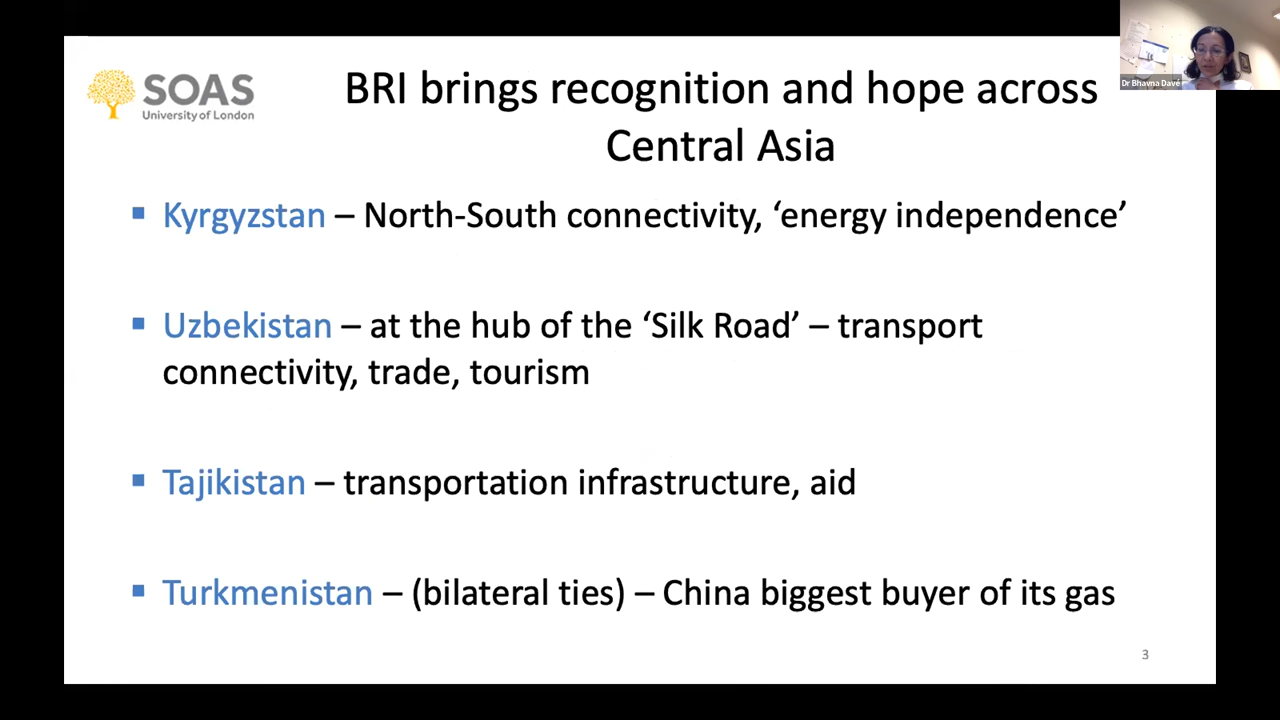 SOAS
University of London
BRI brings recognition and hope across
Central Asia
Dr Bhavna Davé
▪ Kyrgyzstan – North-South connectivity, ‘energy independence’
▪ Uzbekistan – at the hub of the ‘Silk Road’ – transport
connectivity, trade, tourism
▪ Tajikistan – transportation infrastructure, aid
▪ Turkmenistan – (bilateral ties) – China biggest buyer of its gas
3